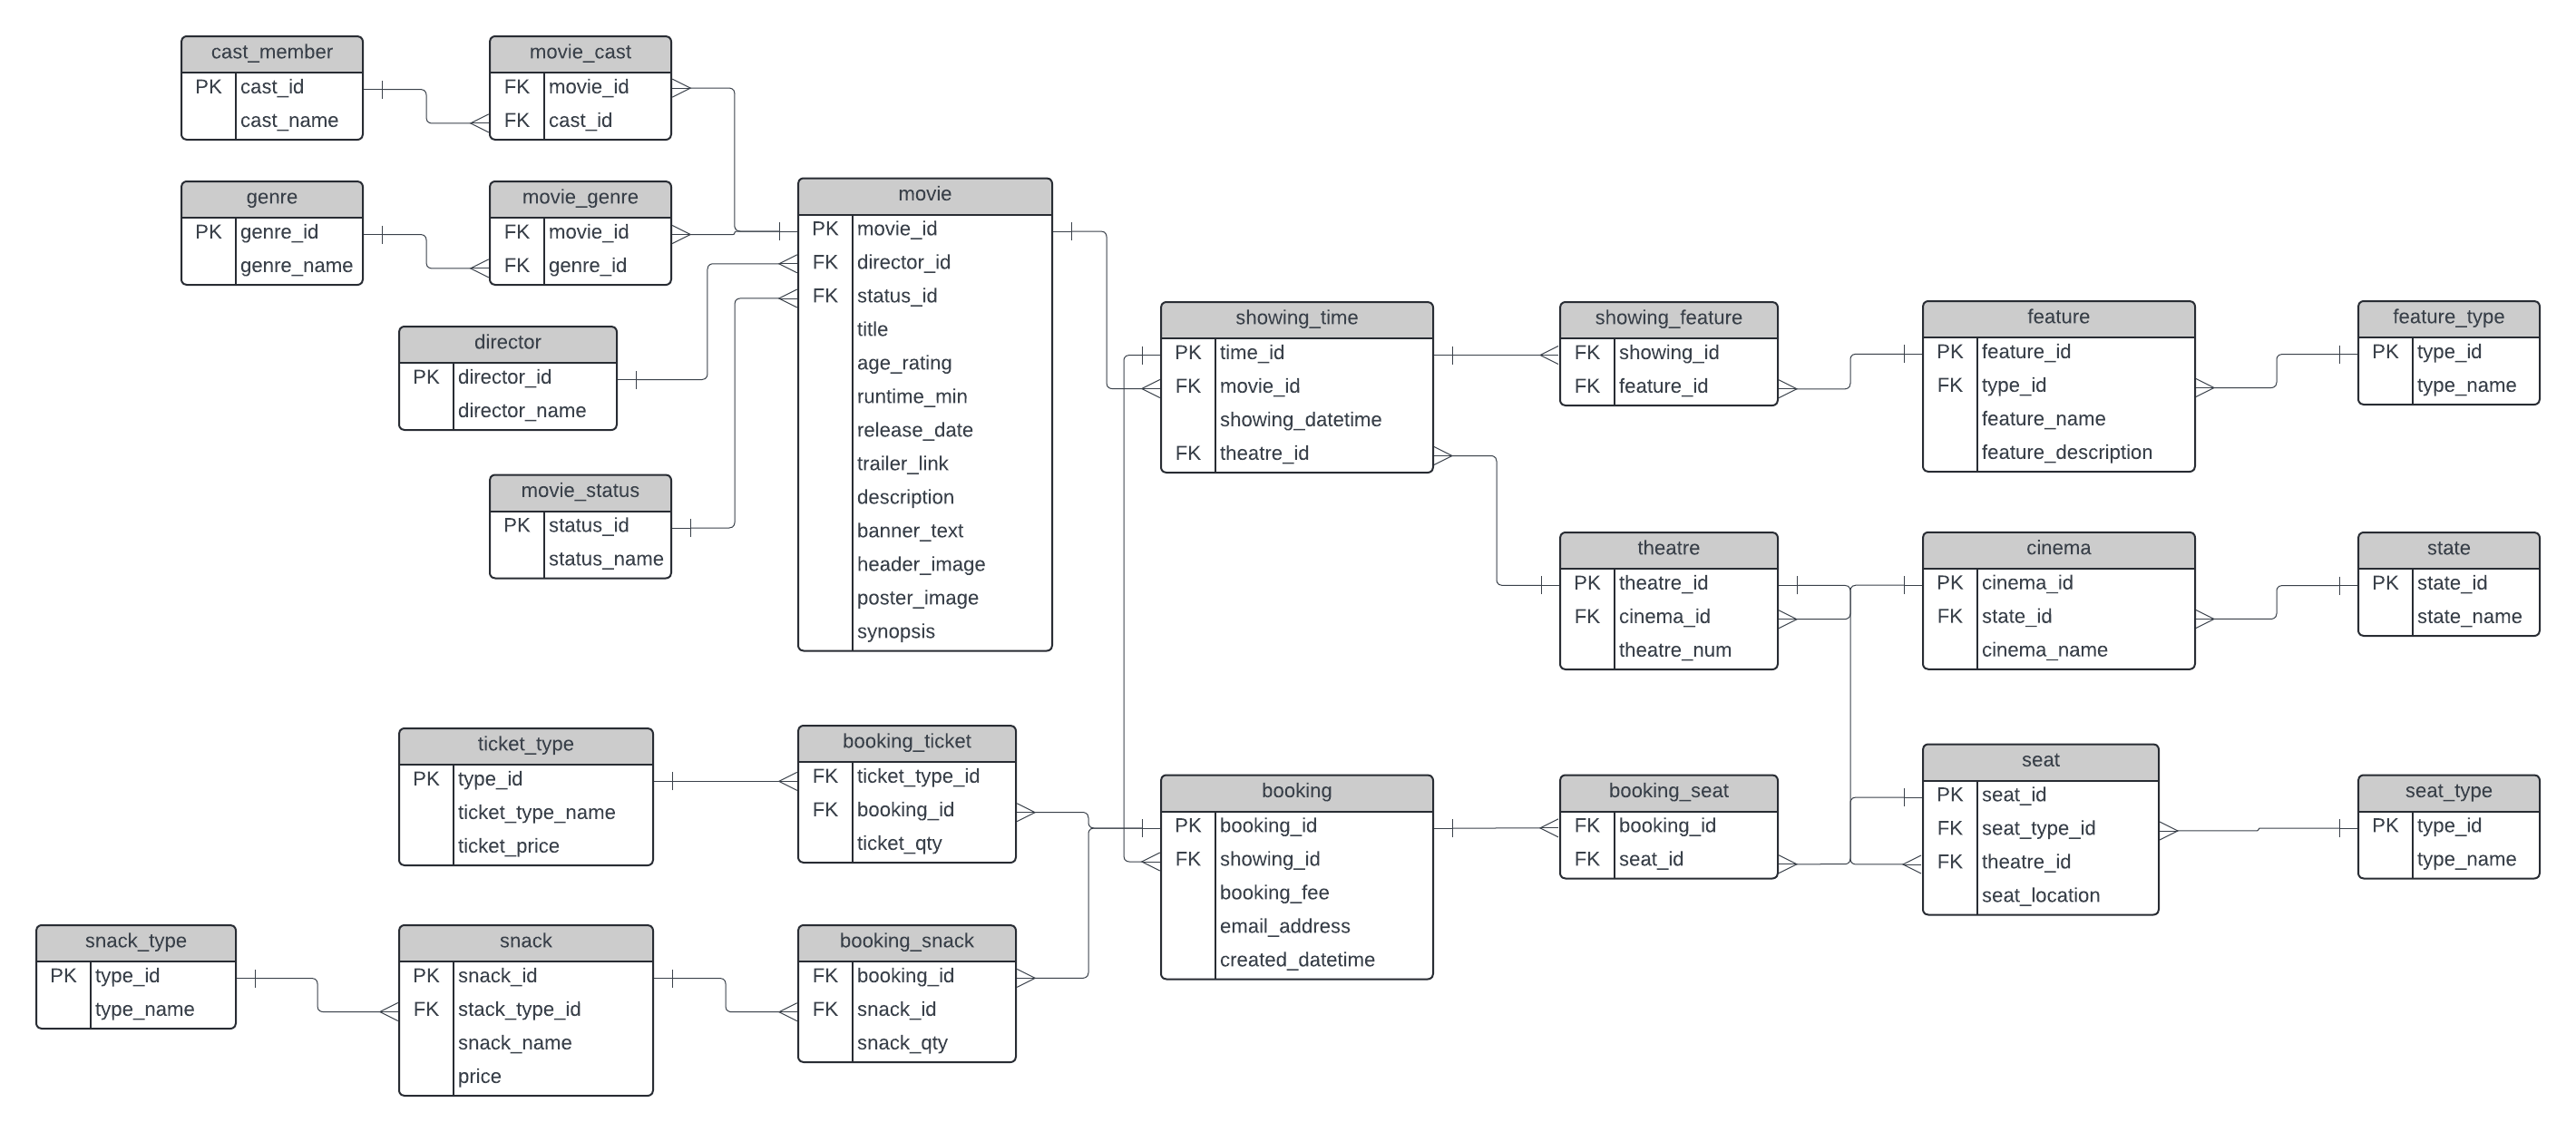 cast_member
PK cast_id
cast_name
movie_cast
FK movie_id
FK cast_id
genre
PK genre_id
genre_name
movie_genre
FK movie_id
FK genre_id
director
PK director_id
director_name
movie_status
PK status_id
status_name
movie
PK movie_id
FK director_id
FK status_id
title
age_rating
runtime_min
release_date
trailer_link
description
banner_text
header_image
poster_image
synopsis
showing_time
PK time_id
FK movie_id
showing_datetime
FK theatre_id
showing_feature
FK showing_id
FK feature_id
feature
PK feature_id
FK type_id
feature_name
feature_description
feature_type
PK type_id
type_name
theatre
PK theatre_id
FK cinema_id
theatre_num
cinema
PK cinema_id
FK state_id
cinema_name
state
PK state_id
state_name
ticket_type
PK type_id
ticket_type_name
ticket_price
booking_ticket
FK ticket_type_id
FK booking_id
ticket_qty
booking
PK booking_id
FK showing_id
booking_fee
email_address
created_datetime
booking_seat
FK booking_id
FK seat_id
seat
PK seat_id
FK seat_type_id
FK theatre_id
seat_location
seat_type
PK type_id
type_name
snack_type
PK type_id
type_name
snack
PK snack_id
FK stack_type_id
snack_name
price
booking_snack
FK booking_id
FK snack_id
snack_qty